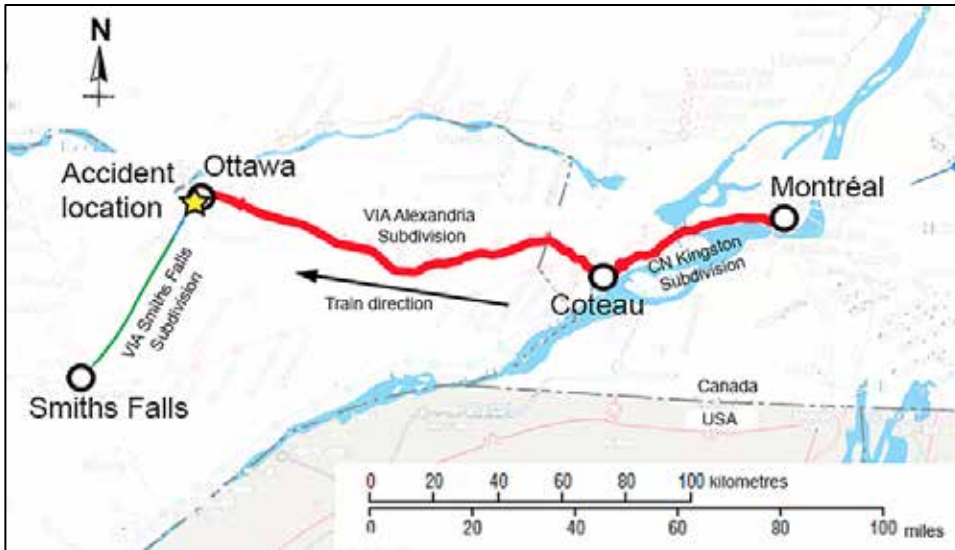 N
Ottawa
Accident
location
Montréal
VIA Alexandria
Subdivision
CN Kingston
Subdivision
VIA Smiths Falls
Subdivision
Train direction
Coteau
Smiths Falls
Canada
USA
0 20 40 60 80 100 kilometres
0 20 40 60 80 100 miles